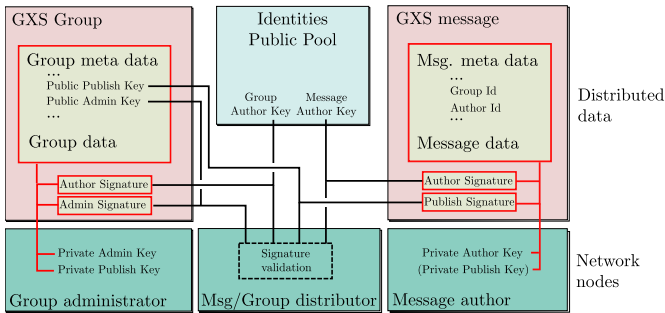 GXS Group
Group meta data
...
Public Publish Key
Public Admin Key
...
Group data
Author Signature
Admin Signature
Identities
Public Pool
Group
Author Key
Message
Author Key
GXS message
Msg. meta data
...
Group Id
Author Id
...
Message data
Author Signature
Publish Signature
Distributed
data
Private Admin Key
Private Publish Key
Group administrator
Signature
validation
Msg/Group distributor
Private Author Key
(Private Publish Key)
Message author
Network
nodes